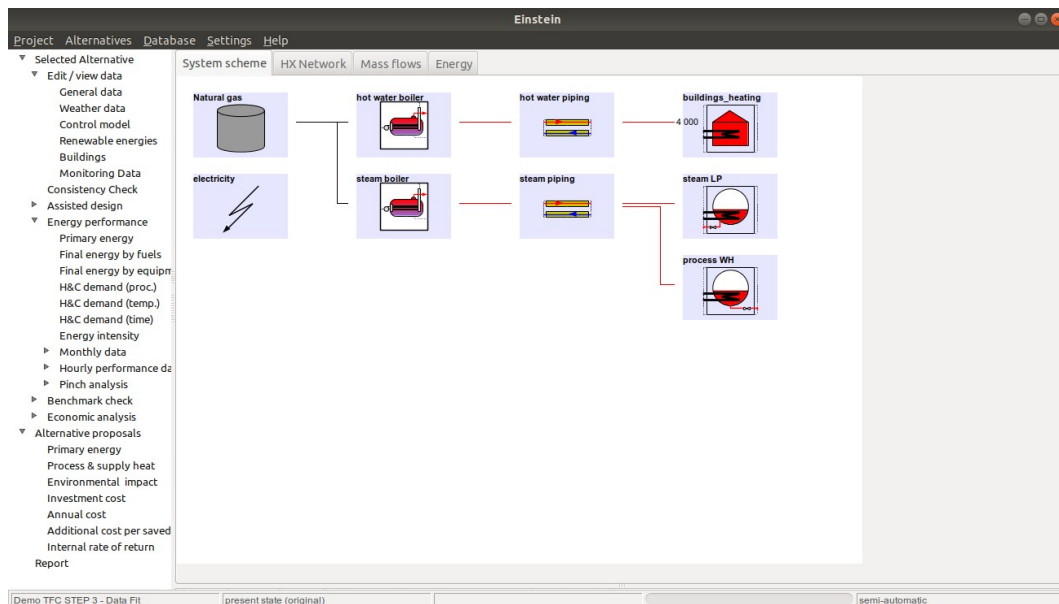 Einstein
Project Alternatives Database Settings Help
Selected Alternative
Edit / view data
General data
Weather data
Control model
Renewable energies
Buildings
Monitoring Data
Consistency Check
Assisted design
Energy performance
Primary energy
Final energy by fuels
Final energy by equipm
H&C demand (proc.)
H&C demand (temp.)
H&C demand (time)
Energy intensity
Monthly data
Hourly performance da
Pinch analysis
Benchmark check
Economic analysis
Alternative proposals
Primary energy
Process & supply heat
Environmental impact
Investment cost
Annual cost
Additional cost per saved
Internal rate of return
Report
System scheme HX Network Mass flows Energy
Natural gas hot water boiler hot water piping buildings_heating
4 000
electricity steam boiler steam piping steam LP
process WH
Demo TFC STEP 3 - Data Fit present state (original) semi-automatic